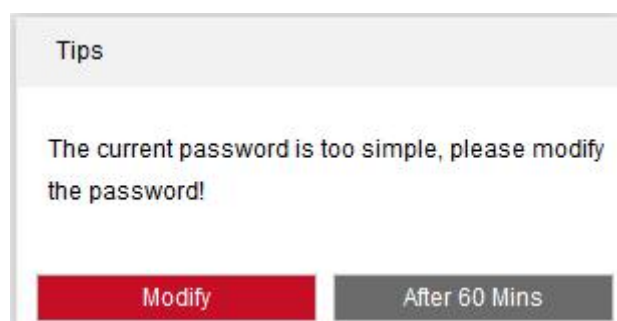 Tips
The current password is too simple, please modify
the password!
Modify
After 60 Mins